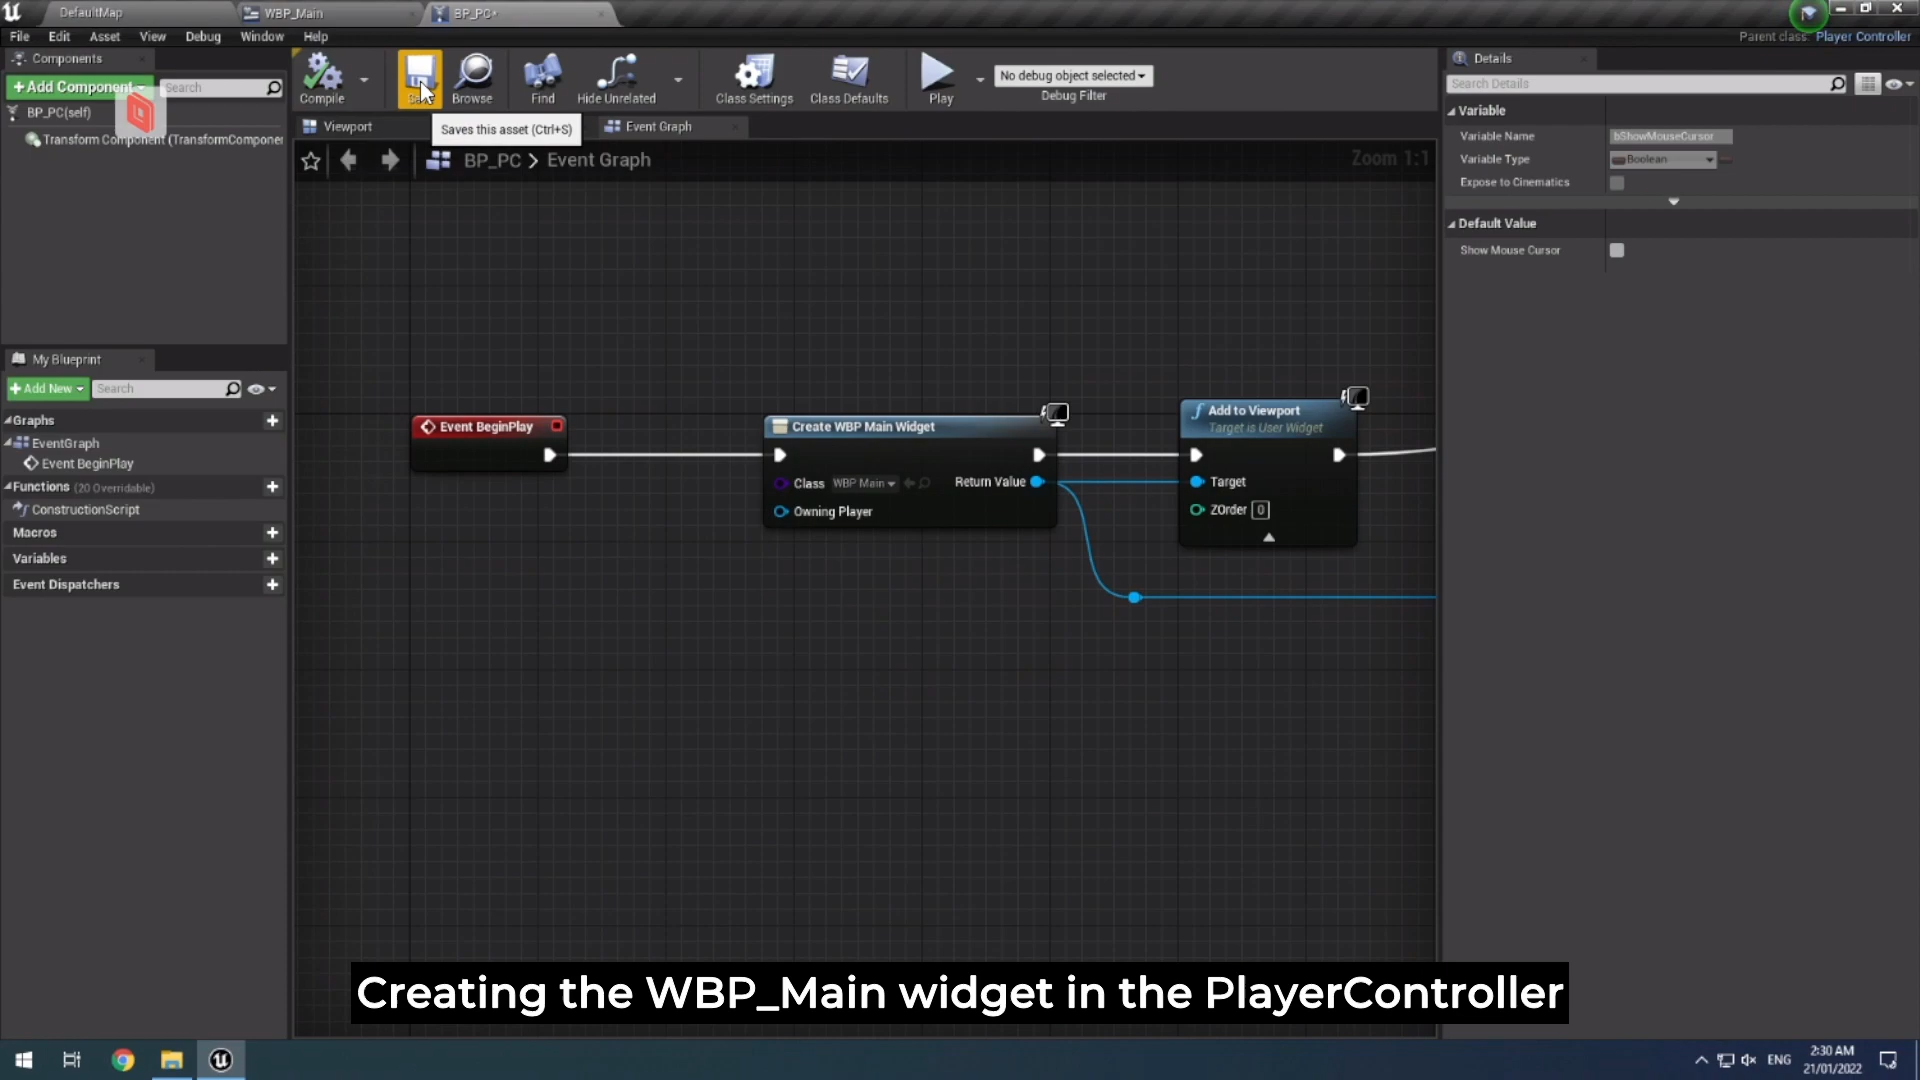 DefaultMap
WBP_Main
BP_PC*
File Edit Asset View Debug Window Help
Parent class: Player Controller
Components
+Add Component
Search
BP_PC(self)
Transform Component (TransformComponent
Compile
Save
Browse
Find
Hide Unrelated
Class Settings
Class Defaults
Play
No debug object selected
Debug Filter
Viewport
Saves this asset (Ctrl+S)
Event Graph
BP_PC > Event Graph
Zoom 1:1
Details
Search Details
Variable
Variable Name bShowMouseCursor
Variable Type Boolean
Expose to Cinematics
Default Value
Show Mouse Cursor
My Blueprint
+Add New
Search
Graphs
EventGraph
Event BeginPlay
Functions (20 Overridable)
ConstructionScript
Macros
Variables
Event Dispatchers
Event BeginPlay
Create WBP Main Widget
Class WBP Main
Return Value
Owning Player
Add to Viewport
Target is User Widget
Target
ZOrder 0
Creating the WBP_Main widget in the PlayerController
ENG
2:30 AM
21/01/2022